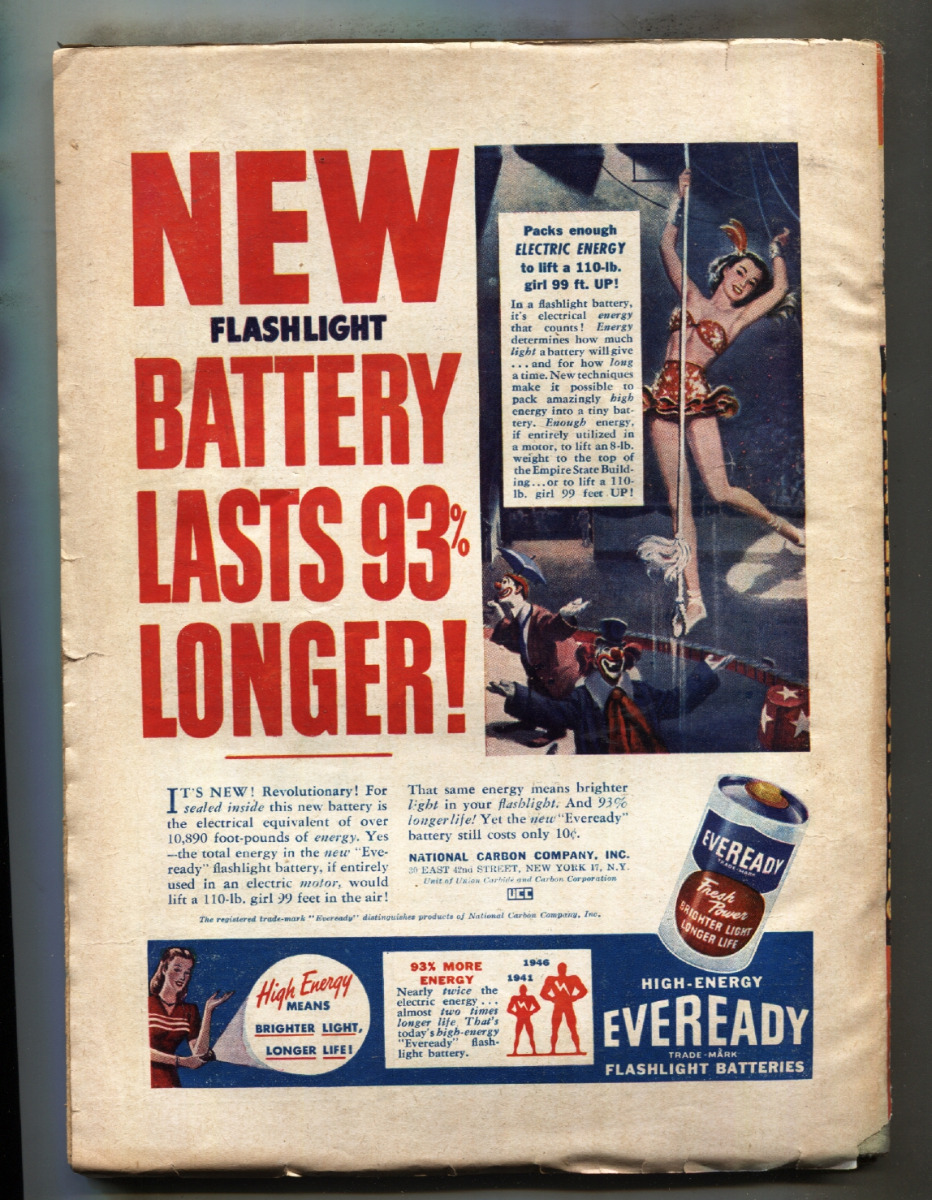 NEW
FLASHLIGHT
BATTERY
LASTS 93%
LONGER!
Packs enough
ELECTRIC ENERGY
to lift a 110-lb.
girl 99 ft. UP!
In a flashlight battery,
it's electrical energy
that counts! Energy
determines how much
light a battery will give
... and for how long
a time. New techniques
make it possible to
pack amazingly high
energy into a tiny bat-
tery. Enough energy,
if entirely utilized in
a motor, to lift an 8-lb.
weight to the top of
the Empire State Build-
ing...or to lift a 110-
lb. girl 99 feet UP!
IT'S NEW! Revolutionary! For
sealed inside this new battery is
the electrical equivalent of over
10,890 foot-pounds of energy. Yes
—the total energy in the new "Eve-
ready" flashlight battery, if entirely
used in an electric motor, would
lift a 110-lb. girl 99 feet in the air!
That same energy means brighter
light in your flashlight. And 93%
longer life! Yet the new "Eveready"
battery still costs only 10¢.
NATIONAL CARBON COMPANY, INC.
30 EAST 42nd STREET, NEW YORK 17, N.Y.
Unit of Union Carbide and Carbon Corporation
UCC
The registered trade-mark "Eveready" distinguishes products of National Carbon Company, Inc.
EVEREADY
TRADE-MARK
Fresh
Power
BRIGHTER LIGHT
LONGER LIFE
High Energy
MEANS
BRIGHTER LIGHT,
LONGER LIFE!
93% MORE
ENERGY
Nearly twice the
electric energy...
almost two times
longer life. That's
today's high-energy
"Eveready" flash-
light battery.
1941
1946
HIGH-ENERGY
EVEREADY
TRADE-MARK
FLASHLIGHT BATTERIES